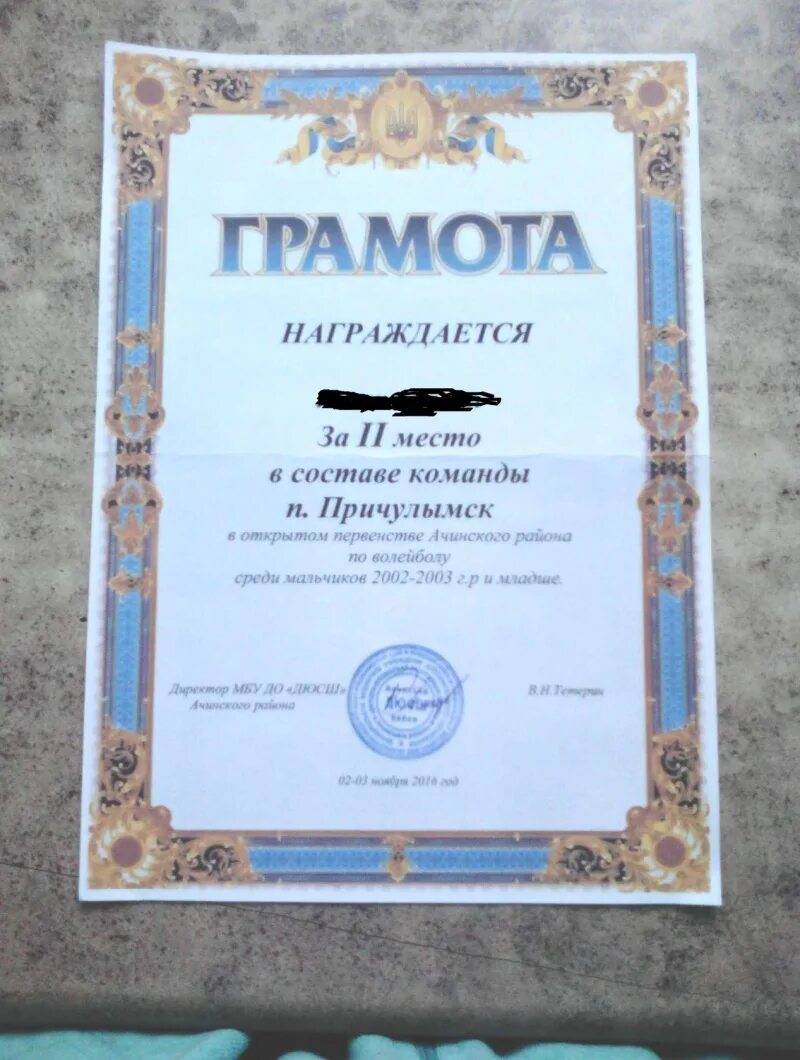 ГРАМОТА
НАГРАЖДАЕТСЯ
За II место
в составе команды
п. Причулымск
в открытом первенстве Ачинского района
по волейболу
среди мальчиков 2002-2003 г.р и младше.
Директор МБУ ДО «ДЮСШ»
Ачинского района
В.Н.Тетерин
02-03 ноября 2016 год